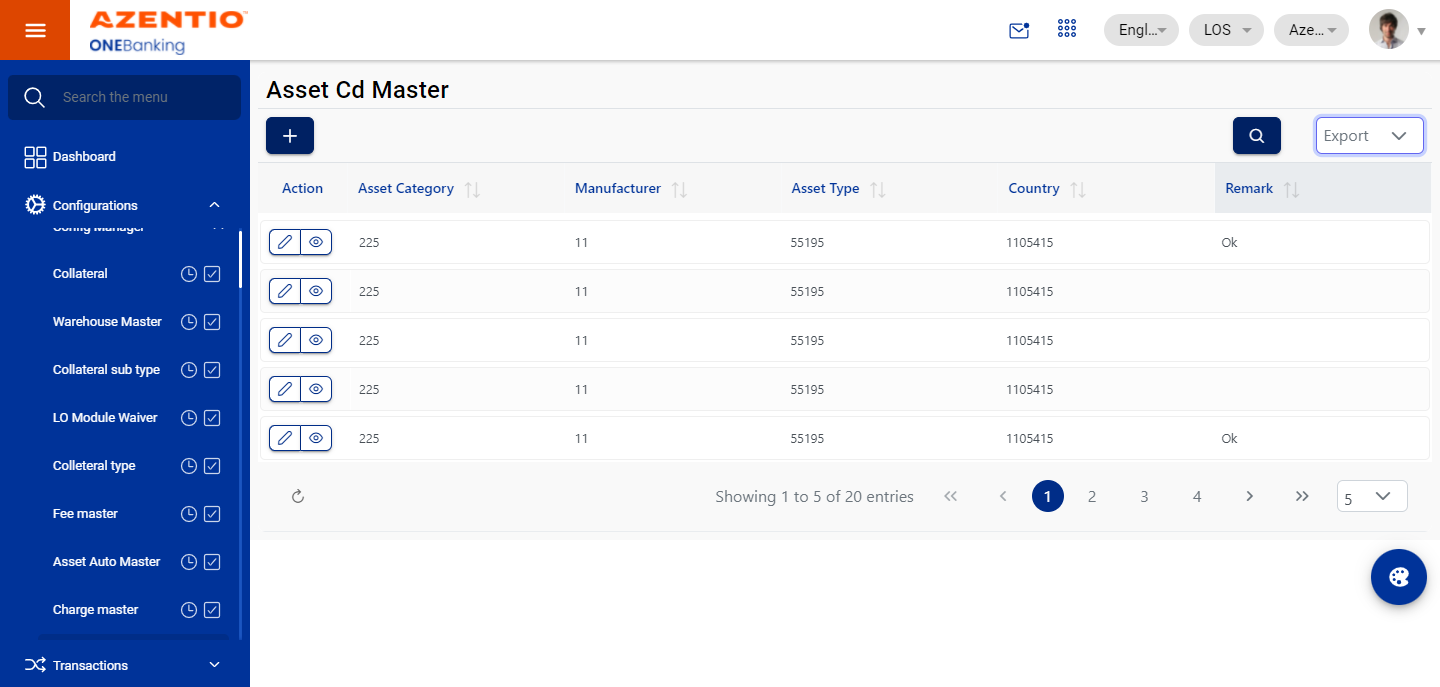 AZENTIO
ONEBanking
Engl...
LOS
Aze...
Search the menu
Dashboard
Configurations
Config Manager
Collateral
Warehouse Master
Collateral sub type
LO Module Waiver
Colleteral type
Fee master
Asset Auto Master
Charge master
Transactions
Asset Cd Master
Export
Action Asset Category Manufacturer Asset Type Country Remark
225 11 55195 1105415 Ok
225 11 55195 1105415
225 11 55195 1105415
225 11 55195 1105415
225 11 55195 1105415 Ok
Showing 1 to 5 of 20 entries 1 2 3 4 5